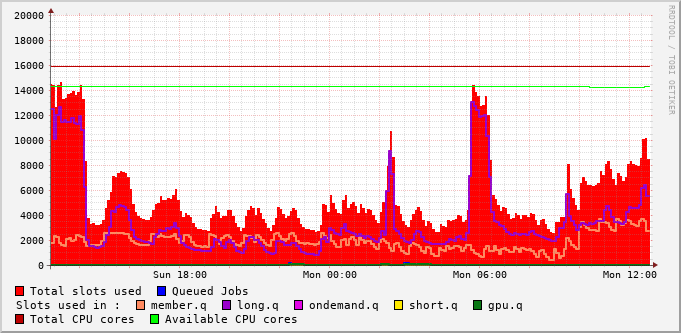 20000
18000
16000
14000
12000
10000
8000
6000
4000
2000
0
Sun 18:00 Mon 00:00 Mon 06:00 Mon 12:00
RRDTOOL / TOBI OETIKER
Total slots used Queued Jobs
Slots used in : member.q long.q ondemand.q short.q gpu.q
Total CPU cores Available CPU cores